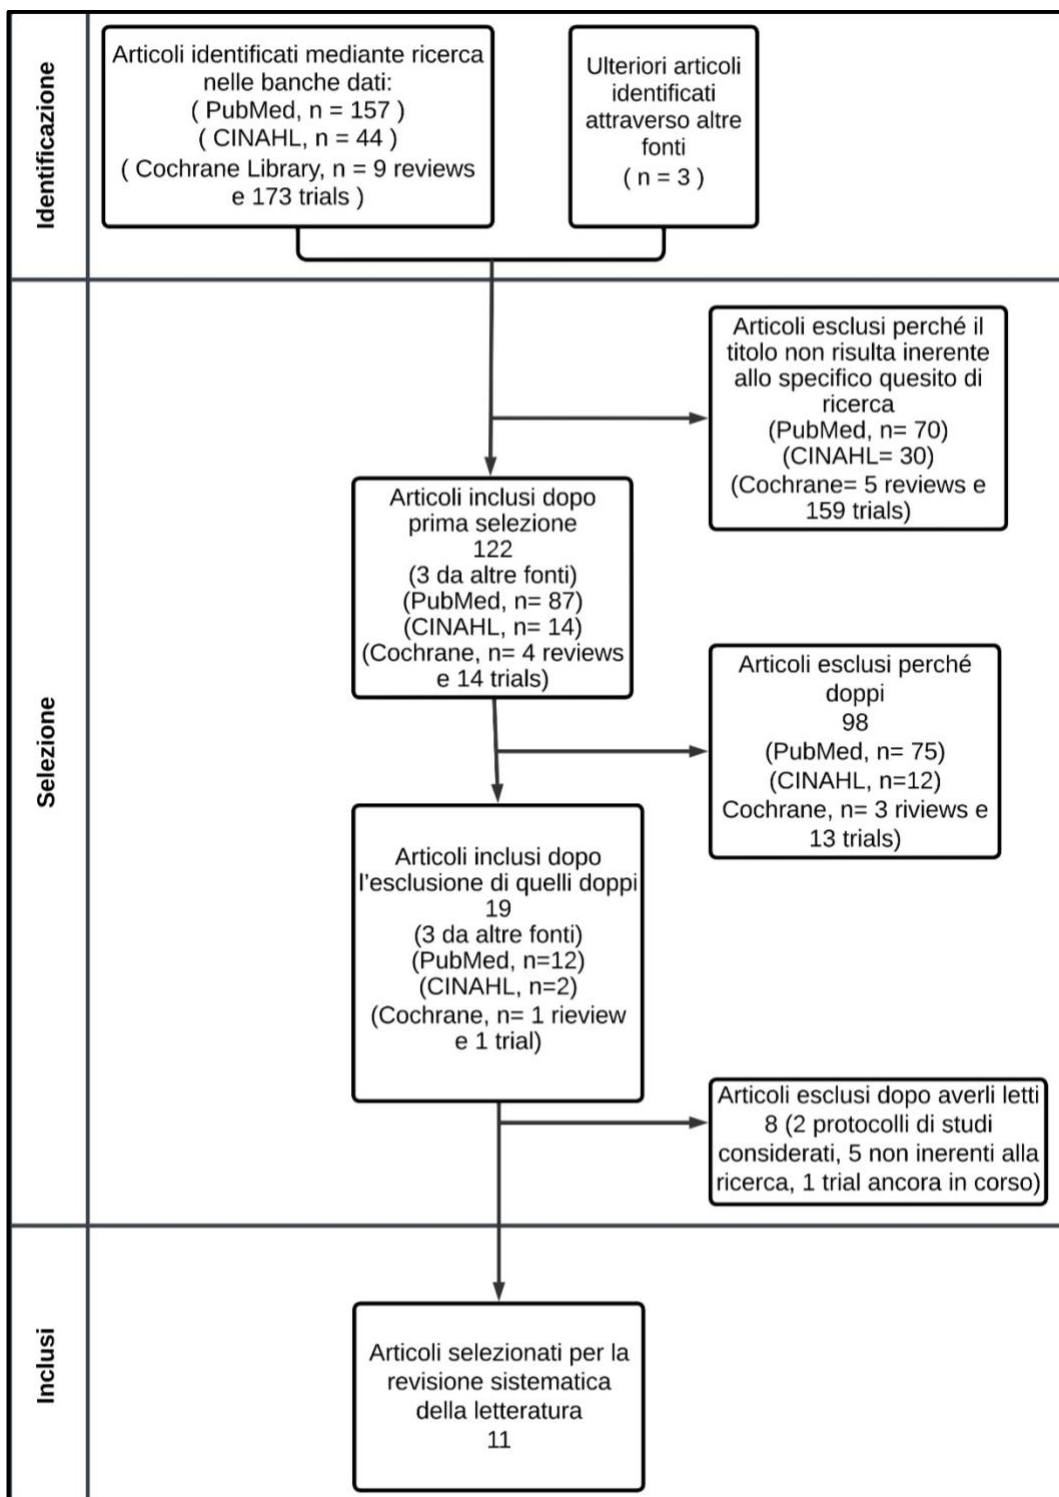 Identificazione
Articoli identificati mediante ricerca
nelle banche dati:
( PubMed, n = 157 )
( CINAHL, n = 44 )
( Cochrane Library, n = 9 reviews
e 173 trials )
Ulteriori articoli
identificati
attraverso altre
fonti
( n = 3 )
Selezione
Articoli esclusi perché il
titolo non risulta inerente
allo specifico quesito di
ricerca
(PubMed, n= 70)
(CINAHL= 30)
(Cochrane= 5 reviews e
159 trials)
Articoli inclusi dopo
prima selezione
122
(3 da altre fonti)
(PubMed, n= 87)
(CINAHL, n= 14)
(Cochrane, n= 4 reviews
e 14 trials)
Articoli esclusi perché
doppi
98
(PubMed, n= 75)
(CINAHL, n=12)
Cochrane, n= 3 riviews e
13 trials)
Articoli inclusi dopo
l'esclusione di quelli doppi
19
(3 da altre fonti)
(PubMed, n=12)
(CINAHL, n=2)
(Cochrane, n= 1 rieview
e 1 trial)
Articoli esclusi dopo averli letti
8 (2 protocolli di studi
considerati, 5 non inerenti alla
ricerca, 1 trial ancora in corso)
Inclusi
Articoli selezionati per la
revisione sistematica
della letteratura
11